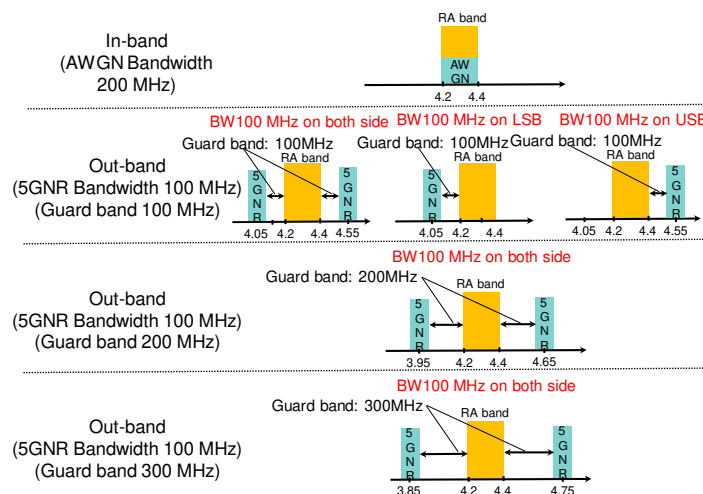 In-band
(AWGN Bandwidth
200 MHz)
RA band
AW
GN
4.2 4.4
BW100 MHz on both side
BW100 MHz on LSB
BW100 MHz on USB
Guard band: 100MHz
Guard band: 100MHz
Guard band: 100MHz
RA band
RA band
RA band
Out-band
(5GNR Bandwidth 100 MHz)
(Guard band 100 MHz)
5
G
N
R
5
G
N
R
5
G
N
R
5
G
N
R
4.05 4.2 4.4 4.55
4.05 4.2 4.4
4.05 4.2 4.4 4.55
BW100 MHz on both side
Guard band: 200MHz
RA band
Out-band
(5GNR Bandwidth 100 MHz)
(Guard band 200 MHz)
5
G
N
R
5
G
N
R
3.95 4.2 4.4 4.65
BW100 MHz on both side
Guard band: 300MHz
RA band
Out-band
(5GNR Bandwidth 100 MHz)
(Guard band 300 MHz)
5
G
N
R
5
G
N
R
3.85 4.2 4.4 4.75